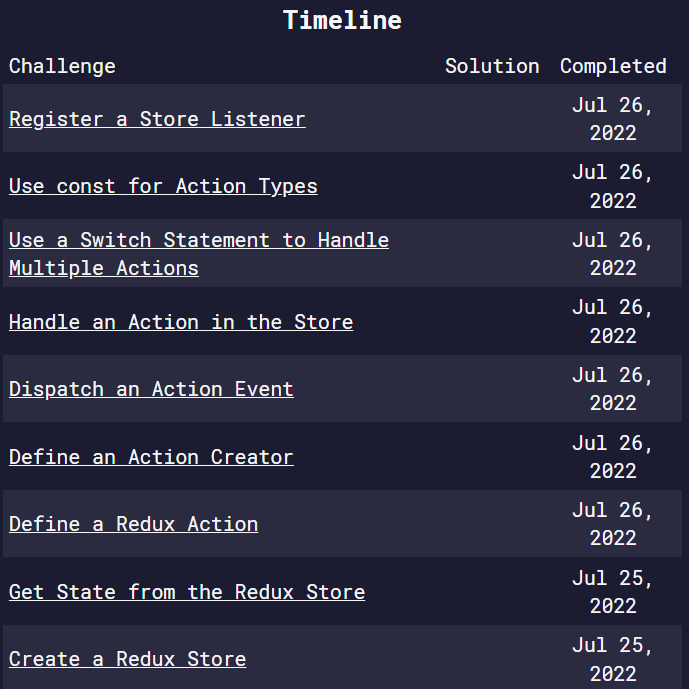 Timeline
Challenge Solution Completed
Register a Store Listener Jul 26,
2022
Use const for Action Types Jul 26,
2022
Use a Switch Statement to Handle Jul 26,
Multiple Actions 2022
Handle an Action in the Store Jul 26,
2022
Dispatch an Action Event Jul 26,
2022
Define an Action Creator Jul 26,
2022
Define a Redux Action Jul 26,
2022
Get State from the Redux Store Jul 25,
2022
Create a Redux Store Jul 25,
2022